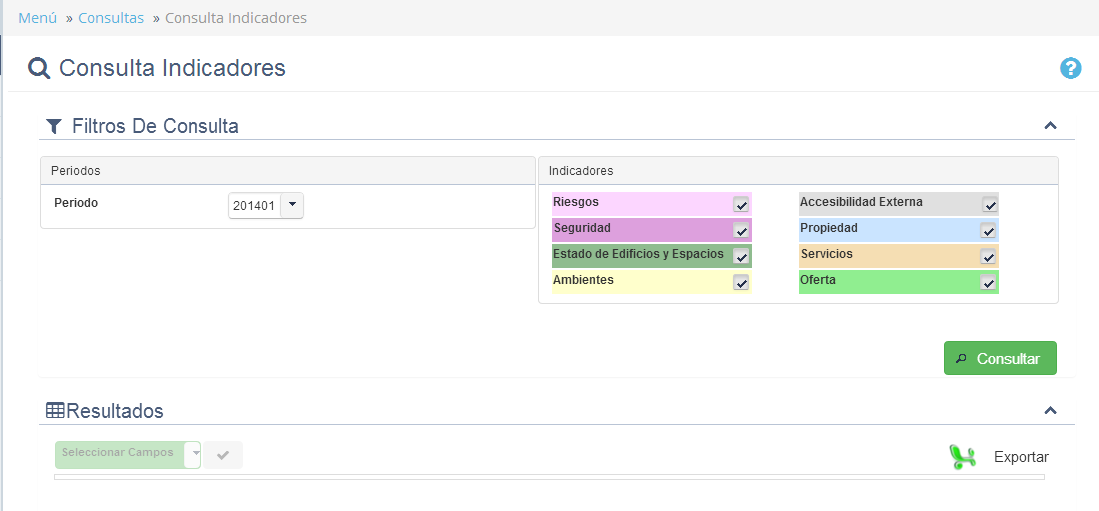 Menú » Consultas » Consulta Indicadores
Consulta Indicadores
?
Filtros De Consulta
Periodos
Periodo
201401
Indicadores
Riesgos
Accesibilidad Externa
Seguridad
Propiedad
Estado de Edificios y Espacios
Servicios
Ambientes
Oferta
Consultar
Resultados
Seleccionar Campos
Exportar